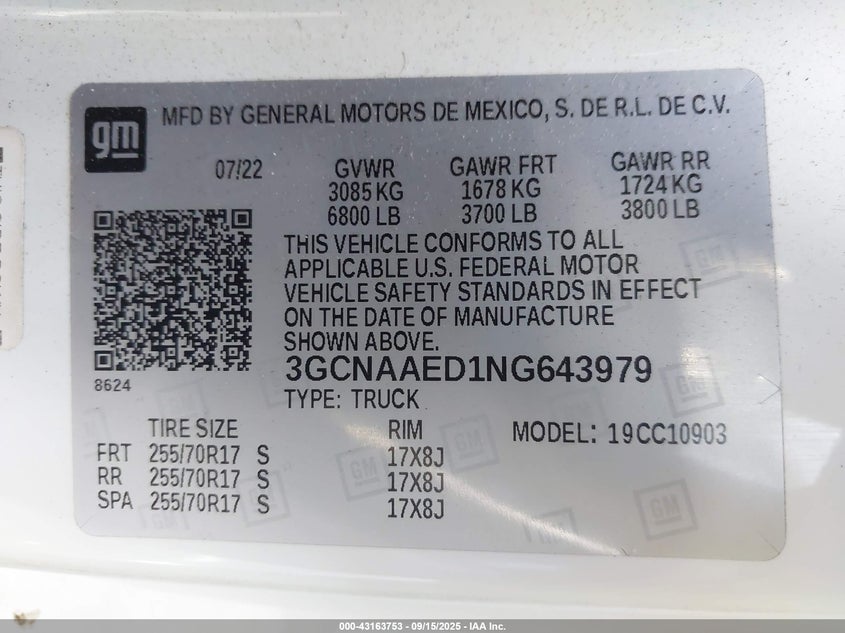 gm
MFD BY GENERAL MOTORS DE MEXICO, S. DE R.L. DE C.V.
07/22 GVWR GAWR FRT GAWR RR
3085 KG 1678 KG 1724 KG
6800 LB 3700 LB 3800 LB
THIS VEHICLE CONFORMS TO ALL
APPLICABLE U.S. FEDERAL MOTOR
VEHICLE SAFETY STANDARDS IN EFFECT
ON THE DATE OF MANUFACTURE
SHOWN ABOVE.
3GCNAAED1NG643979
8624
TYPE: TRUCK
TIRE SIZE RIM MODEL: 19CC10903
FRT 255/70R17 S 17X8J
RR 255/70R17 S 17X8J
SPA 255/70R17 S 17X8J
000-43163753 - 09/15/2025 - IAA Inc.